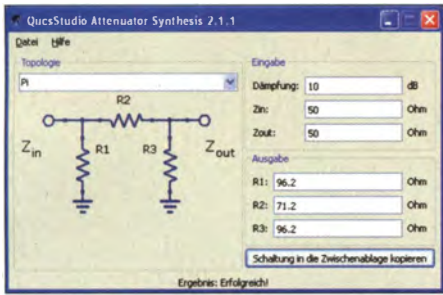 QucsStudio Attenuator Synthesis 2.1.1
Datei Hilfe
Topologie
Pi
R2
Zin
R1
R3
Zout
Eingabe
Dämpfung: 10 dB
Zin: 50 Ohm
Zout: 50 Ohm
Ausgabe
R1: 96.2 Ohm
R2: 71.2 Ohm
R3: 96.2 Ohm
Schaltung in die Zwischenablage kopieren
Ergebnis: Erfolgreich!